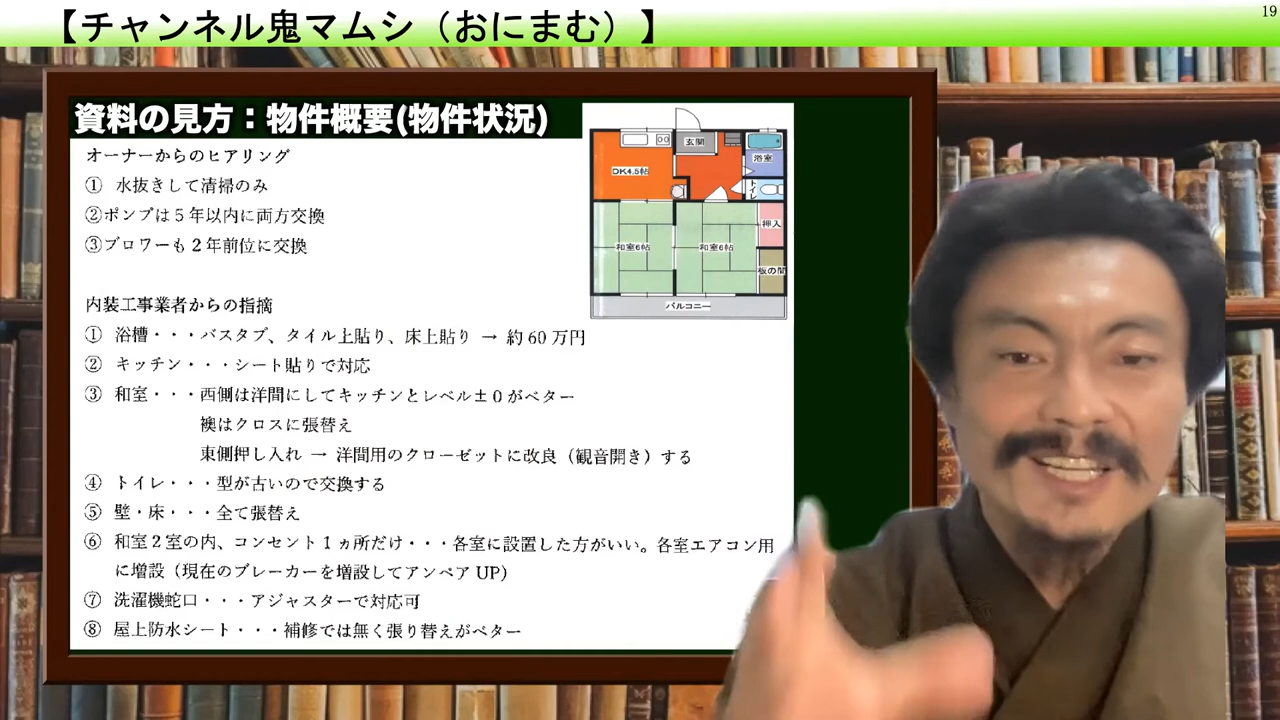 【チャンネル鬼マムシ（おにまむ）】
19
資料の見方：物件概要(物件状況)
オーナーからのヒアリング
① 水抜きして清掃のみ
②ポンプは５年以内に両方交換
③ブロワーも２年前位に交換
内装工事業者からの指摘
① 浴槽・・・バスタブ、タイル上貼り、床上貼り → 約 60 万円
② キッチン・・・シート貼りで対応
③ 和室・・・西側は洋間にしてキッチンとレベル±０がベター
襖はクロスに張替え
東側押し入れ → 洋間用のクローゼットに改良（観音開き）する
④ トイレ・・・型が古いので交換する
⑤ 壁・床・・・全て張替え
⑥ 和室２室の内、コンセント１ヵ所だけ・・・各室に設置した方がいい。各室エアコン用
に増設（現在のブレーカーを増設してアンペア UP）
⑦ 洗濯機蛇口・・・アジャスターで対応可
⑧ 屋上防水シート・・・補修では無く張り替えがベター
玄関
浴室
DK4.5帖
トイレ
押入
和室6帖
和室6帖
板の間
バルコニー